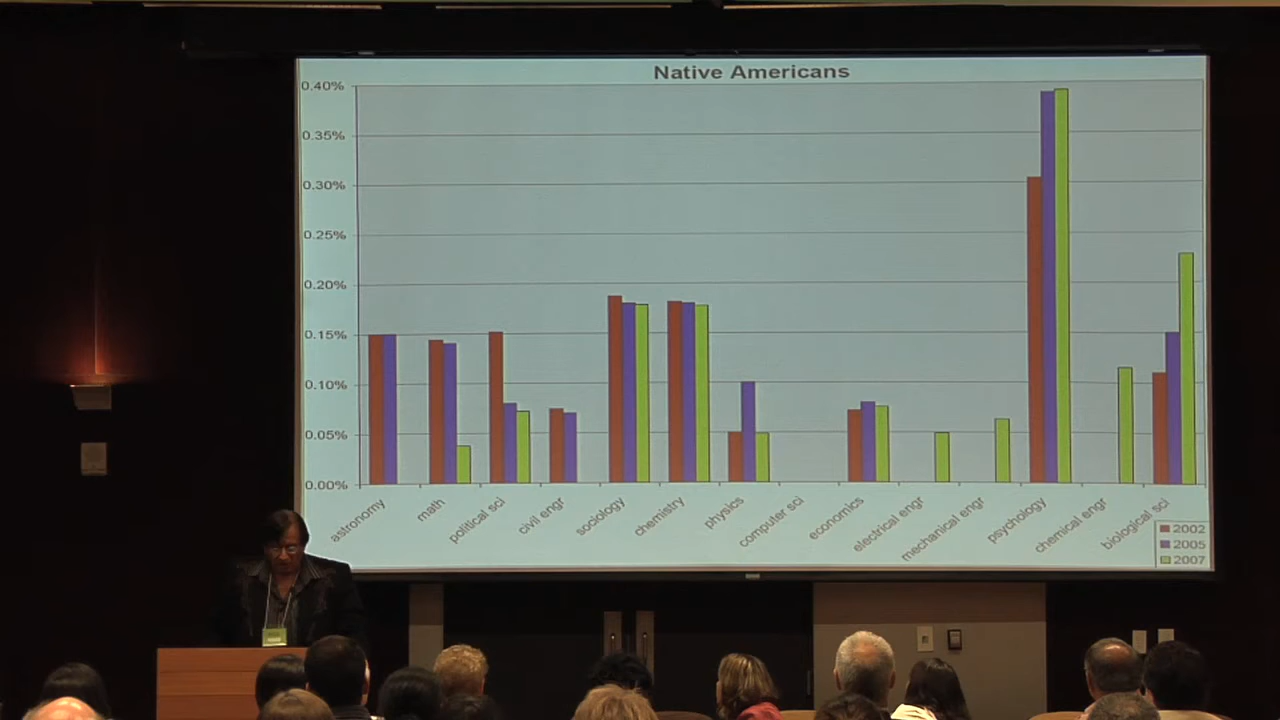 Native Americans
0.40%
0.35%
0.30%
0.25%
0.20%
0.15%
0.10%
0.05%
0.00%
astronomy
math
political sci
civil engr
sociology
chemistry
physics
computer sci
economics
electrical engr
mechanical engr
psychology
chemical engr
biological sci
2002
2005
2007